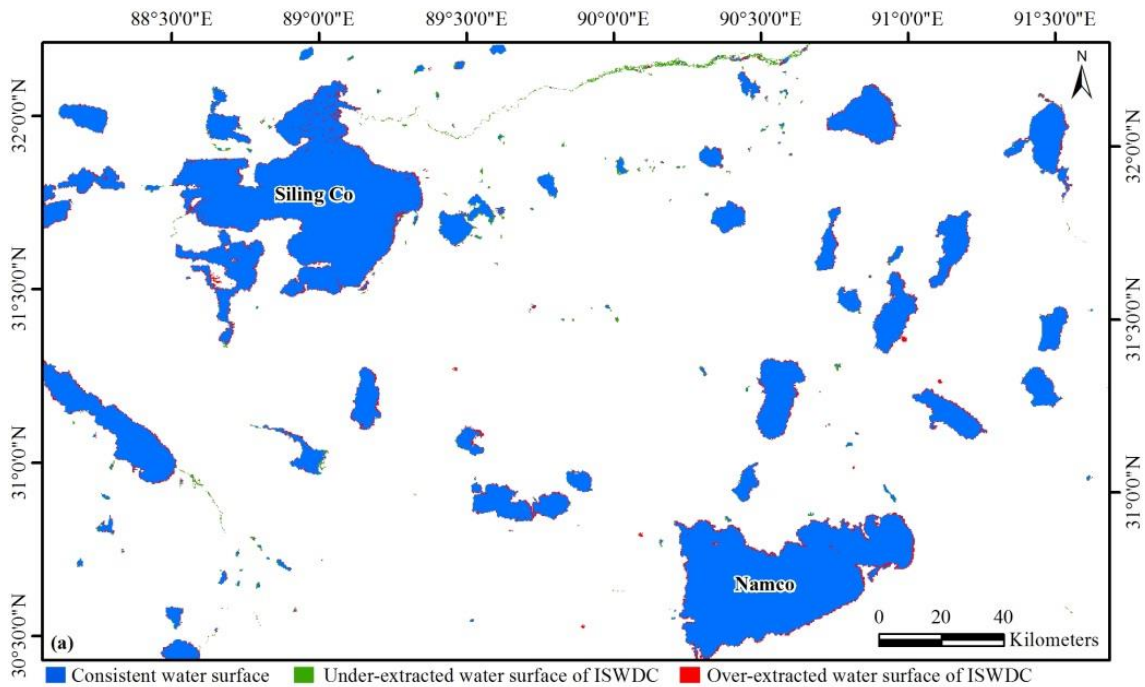 88°30'0"E 89°0'0"E 89°30'0"E 90°0'0"E 90°30'0"E 91°0'0"E 91°30'0"E
N
32°0'0"N
32°0'0"N
Siling Co
31°30'0"N
31°30'0"N
31°0'0"N
31°0'0"N
Namco
0 20 40
Kilometers
30°30'0"N
(a)
Consistent water surface Under-extracted water surface of ISWDC Over-extracted water surface of ISWDC